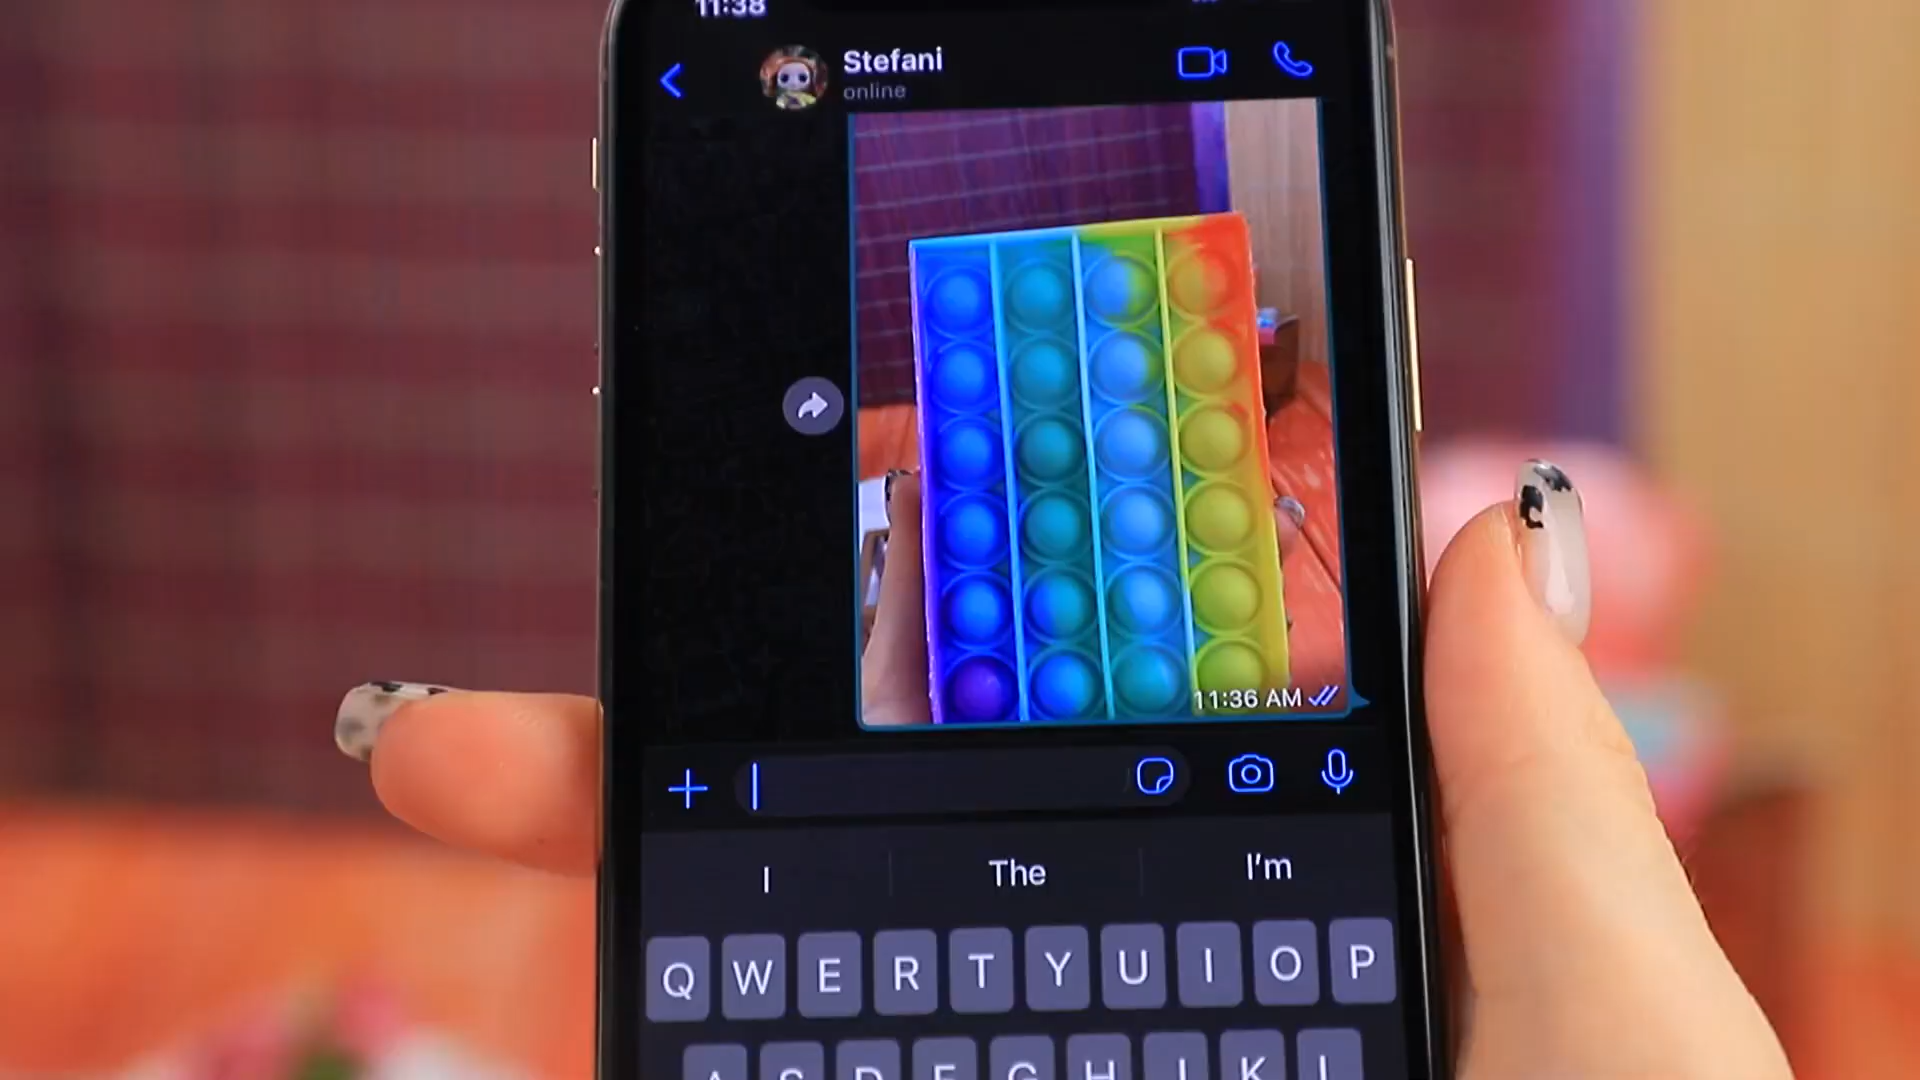 11:38
Stefani
online
11:36 AM
I The I'm
Q W E R T Y U I O P
A S D F G H J K L